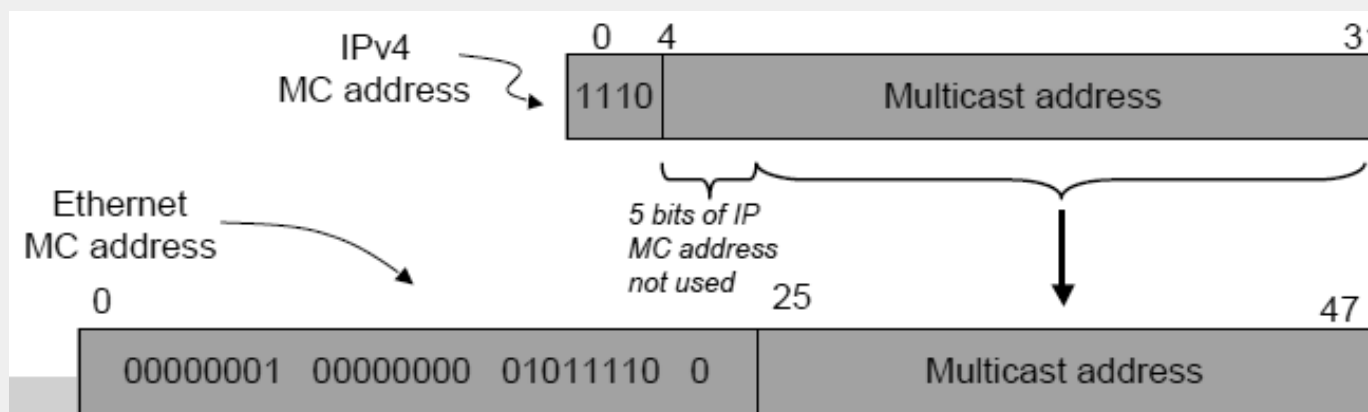 0 4 31
IPv4
MC address
1110 Multicast address
Ethernet
MC address
5 bits of IP
MC address
not used
0 25 47
00000001 00000000 01011110 0 Multicast address